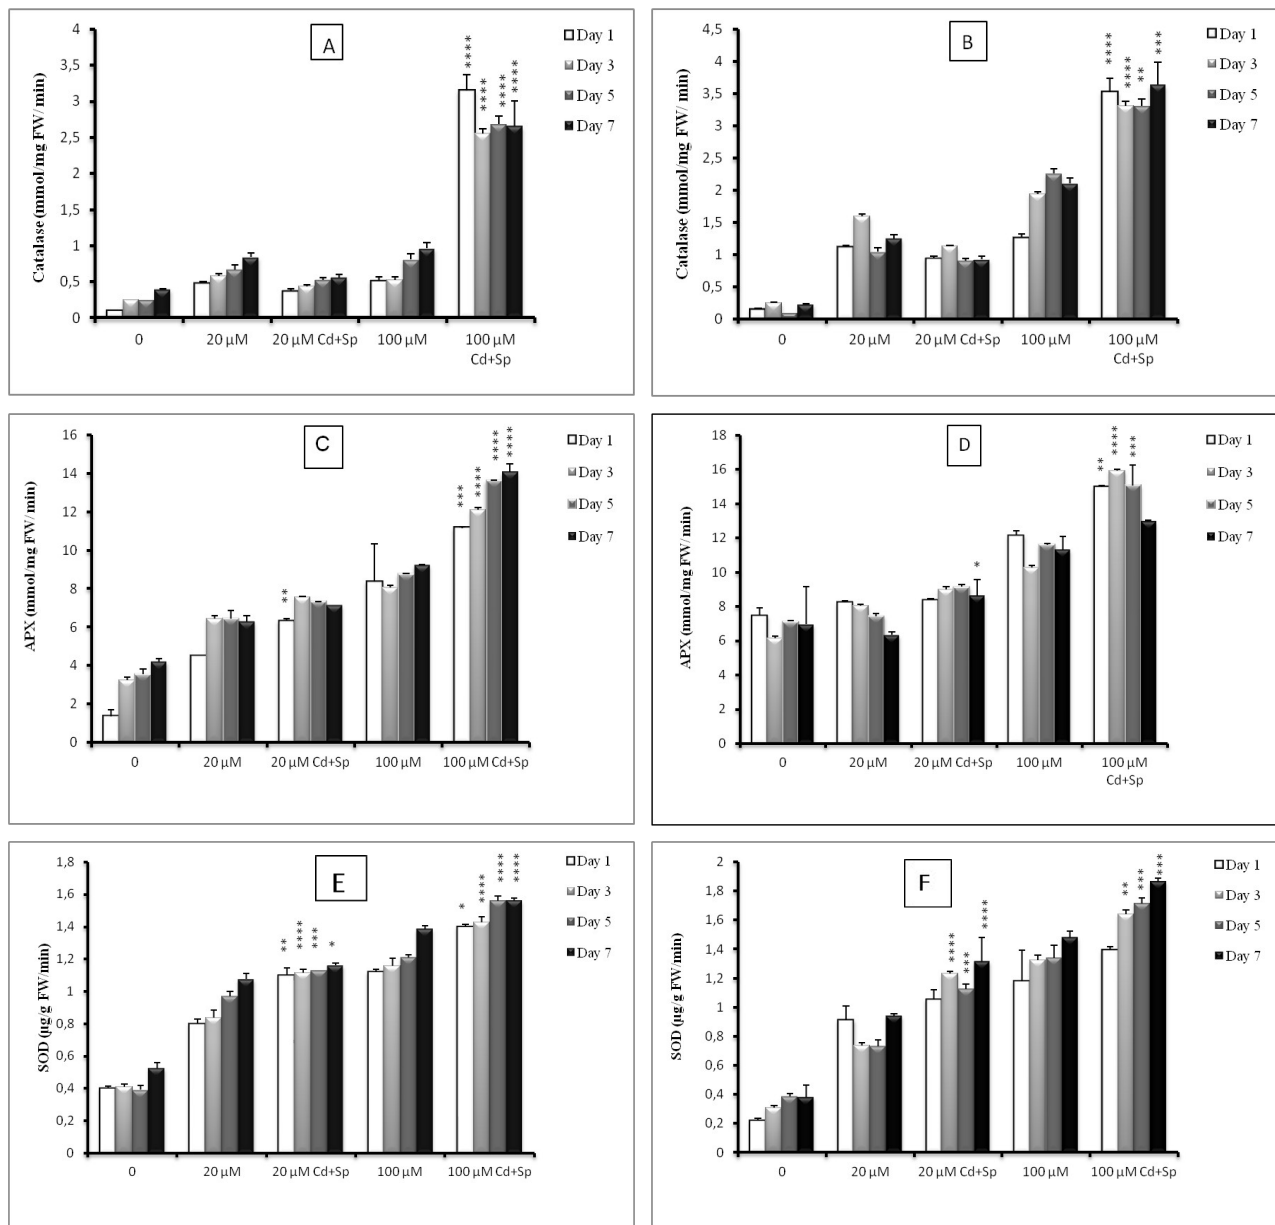 A
Catalase (mmol/mg FW/ min)
4
3,5
3
2,5
2
1,5
1
0,5
0
**** **** **** ****
0 20 µM 20 µM Cd+Sp 100 µM 100 µM
Cd+Sp
Day 1
Day 3
Day 5
Day 7
B
Catalase (mmol/mg FW/ min)
4,5
4
3,5
3
2,5
2
1,5
1
0,5
0
**** **** ** ***
0 20 µM 20 µM Cd+Sp 100 µM 100 µM
Cd+Sp
Day 1
Day 3
Day 5
Day 7
C
APX (mmol/mg FW/min)
16
14
12
10
8
6
4
2
0
** *** **** **** ****
0 20 µM 20 µM Cd+Sp 100 µM 100 µM Cd+Sp
Day 1
Day 3
Day 5
Day 7
D
APX (mmol/mg FW/min)
18
16
14
12
10
8
6
4
2
0
* ** **** ***
0 20 µM 20 µM Cd+Sp 100 µM 100 µM
Cd+Sp
Day 1
Day 3
Day 5
Day 7
E
SOD (µg/g FW/min)
1,8
1,6
1,4
1,2
1
0,8
0,6
0,4
0,2
0
** **** *** * * **** **** ****
0 20 µM 20 µM Cd+Sp 100 µM 100 µM Cd+Sp
Day 1
Day 3
Day 5
Day 7
F
SOD (µg/g FW/min)
2
1,8
1,6
1,4
1,2
1
0,8
0,6
0,4
0,2
0
**** *** **** ** *** ***
0 20 µM 20 µM Cd+Sp 100 µM 100 µM Cd+Sp
Day 1
Day 3
Day 5
Day 7